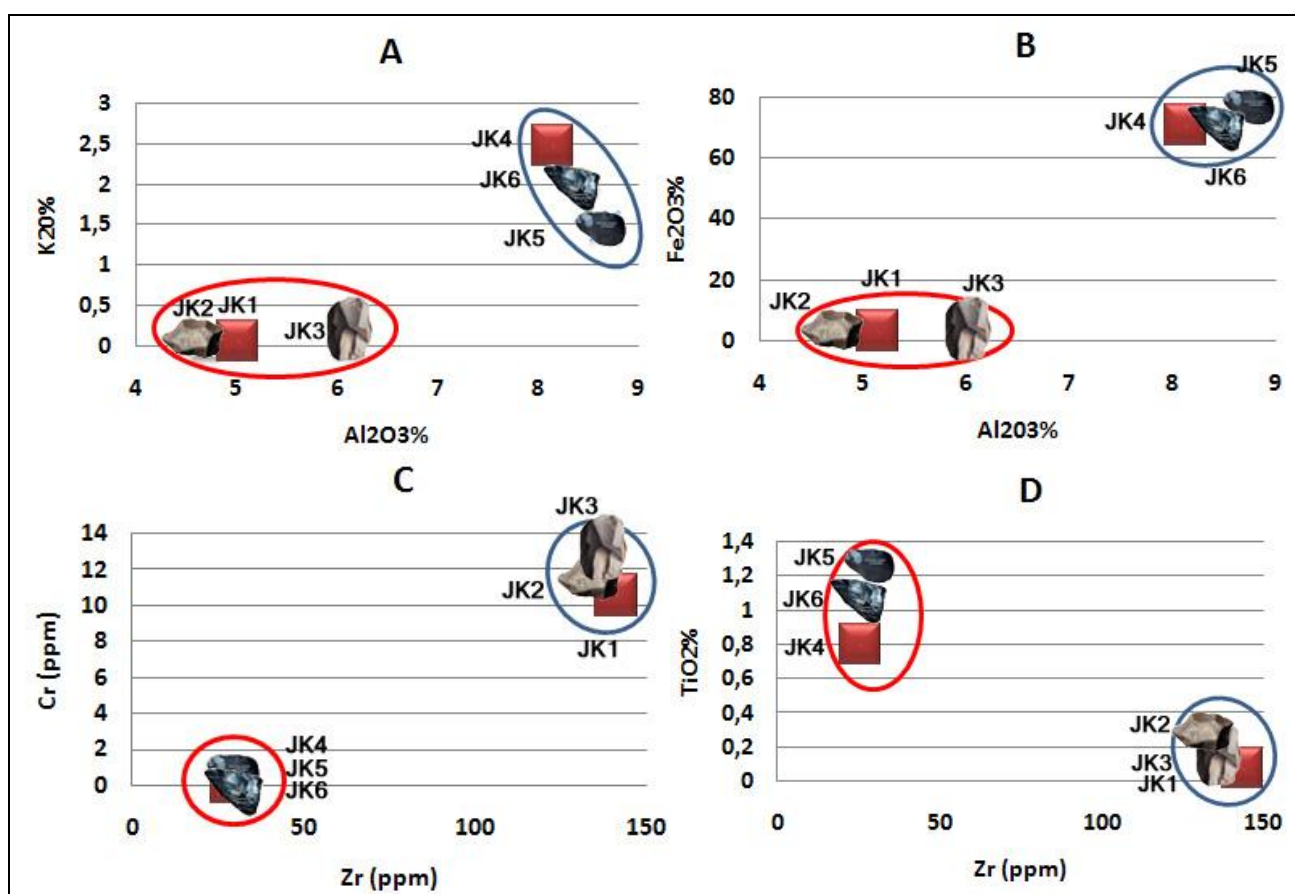 A
K20%
3
2,5
2
1,5
1
0,5
0
JK4
JK6
JK5
JK2
JK1
JK3
4 5 6 7 8 9
Al2O3%
B
Fe2O3%
80
60
40
20
0
JK5
JK4
JK6
JK2
JK1
JK3
4 5 6 7 8 9
Al203%
C
Cr (ppm)
14
12
10
8
6
4
2
0
JK3
JK2
JK1
JK4
JK5
JK6
0 50 100 150
Zr (ppm)
D
TiO2%
1,4
1,2
1
0,8
0,6
0,4
0,2
0
JK5
JK6
JK4
JK2
JK3
JK1
0 50 100 150
Zr (ppm)